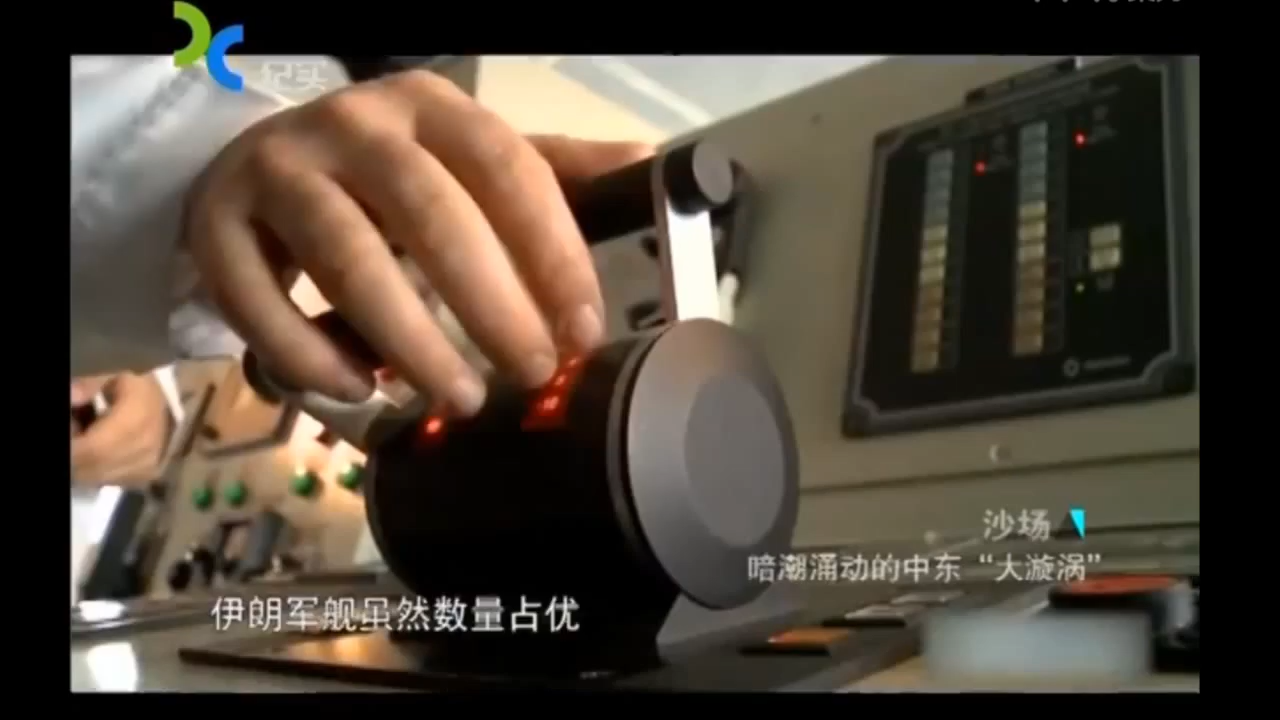 纪实
沙场
暗潮涌动的中东“大漩涡”
伊朗军舰虽然数量占优